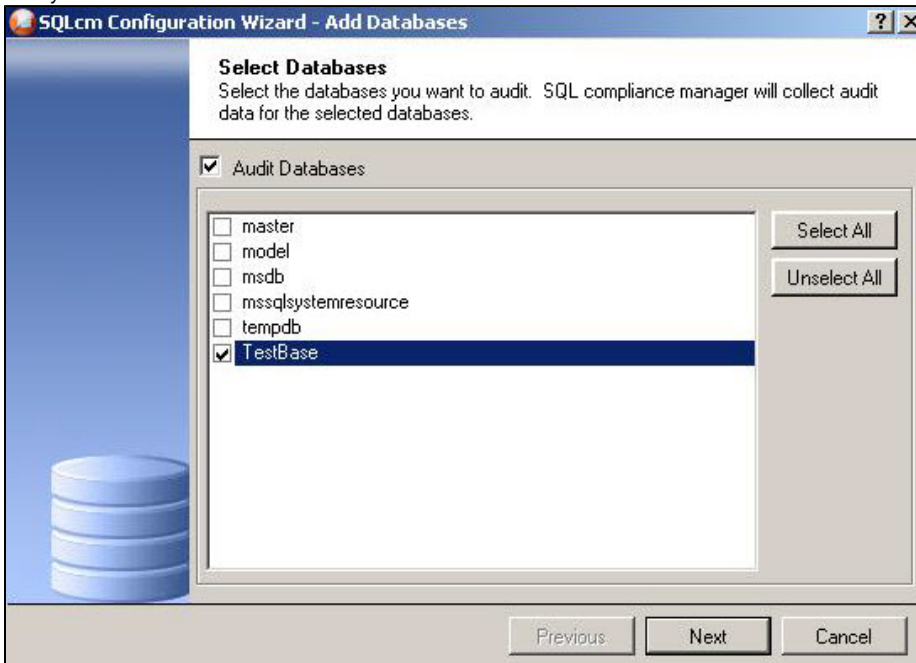 SQLcm Configuration Wizard - Add Databases
Select Databases
Select the databases you want to audit. SQL compliance manager will collect audit
data for the selected databases.
Audit Databases
master
model
msdb
mssqlsystemresource
tempdb
TestBase
Select All
Unselect All
Previous
Next
Cancel